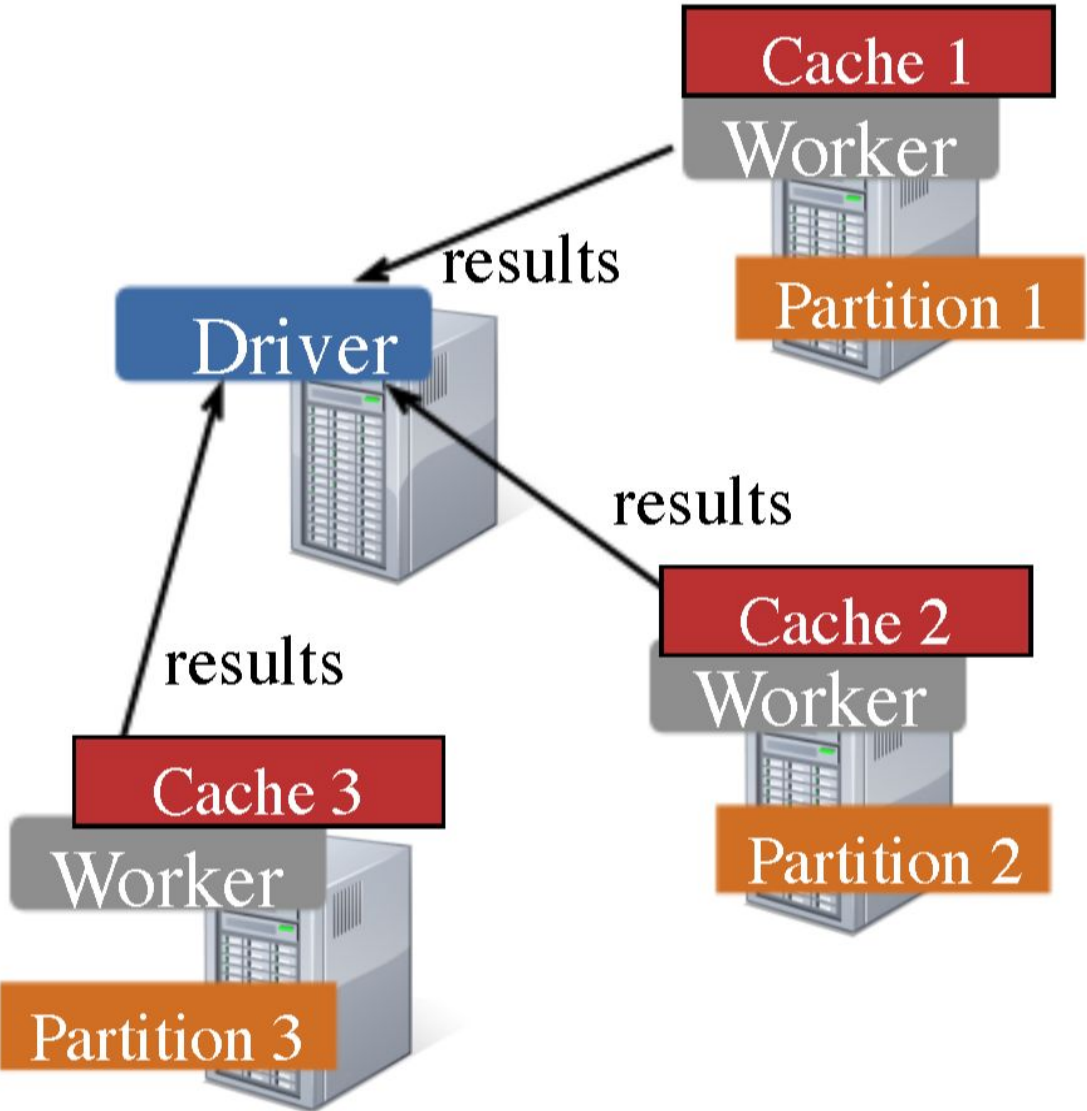 Cache 1
Worker
Partition 1
results
Driver
results
Cache 2
Worker
Partition 2
results
Cache 3
Worker
Partition 3